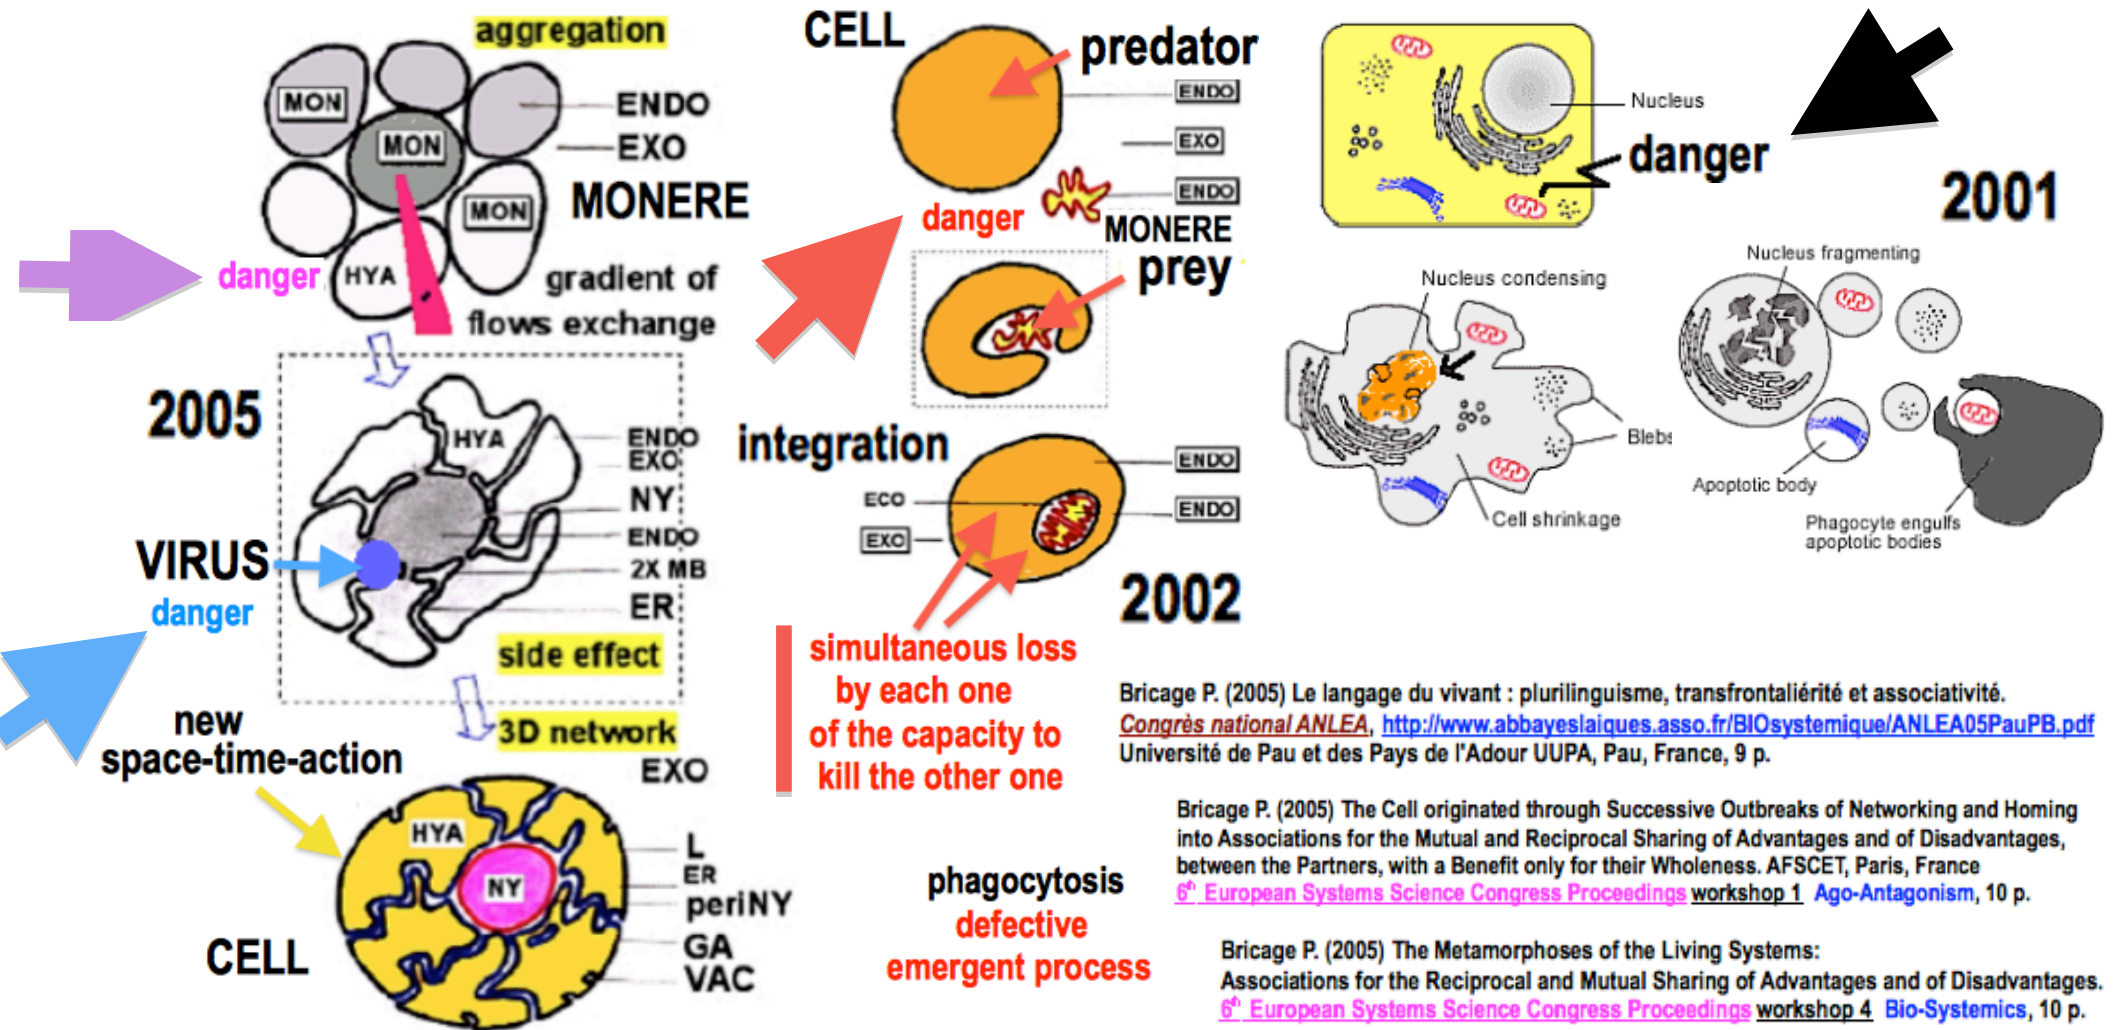 aggregation
MON
MON
MON
ENDO
EXO
MONERE
danger
HYA
gradient of
flows exchange
2005
HYA
ENDO
EXO
NY
ENDO
2X MB
ER
VIRUS
danger
side effect
new
space-time-action
3D network
EXO
HYA
NY
L
ER
periNY
GA
VAC
CELL
CELL
predator
ENDO
EXO
ENDO
danger
MONERE
prey
integration
ENDO
ECO
ENDO
EXO
2002
simultaneous loss
by each one
of the capacity to
kill the other one
phagocytosis
defective
emergent process
Nucleus
danger
2001
Nucleus condensing
Blebs
Cell shrinkage
Nucleus fragmenting
Apoptotic body
Phagocyte engulfs
apoptotic bodies
Bricage P. (2005) Le langage du vivant : plurilinguisme, transfrontaliérité et associativité.
Congrès national ANLEA, http://www.abbayeslaiques.asso.fr/BIOsystemique/ANLEA05PauPB.pdf
Université de Pau et des Pays de l'Adour UUPA, Pau, France, 9 p.
Bricage P. (2005) The Cell originated through Successive Outbreaks of Networking and Homing
into Associations for the Mutual and Reciprocal Sharing of Advantages and of Disadvantages,
between the Partners, with a Benefit only for their Wholeness. AFSCET, Paris, France
6th European Systems Science Congress Proceedings workshop 1 Ago-Antagonism, 10 p.
Bricage P. (2005) The Metamorphoses of the Living Systems:
Associations for the Reciprocal and Mutual Sharing of Advantages and of Disadvantages.
6th European Systems Science Congress Proceedings workshop 4 Bio-Systemics, 10 p.